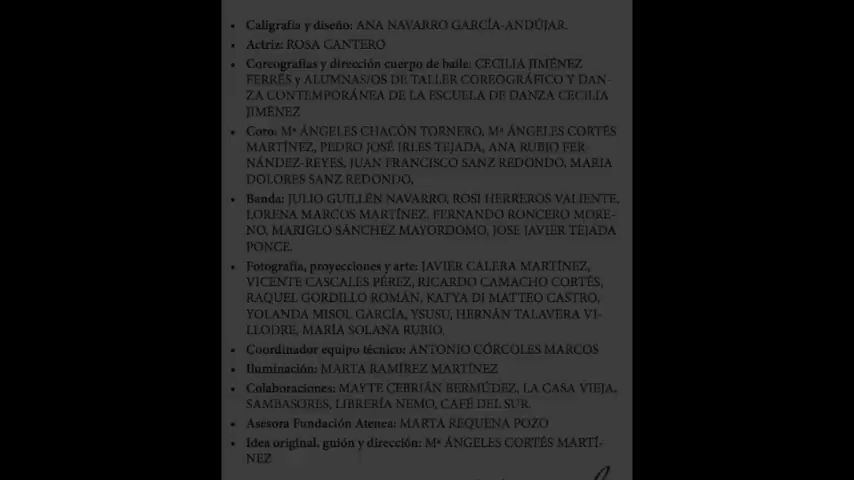 • Caligrafía y diseño: ANA NAVARRO GARCÍA-ANDÚJAR.
• Actriz: ROSA CANTERO
• Coreografías y dirección cuerpo de baile: CECILIA JIMÉNEZ
FERRÉS y ALUMNAS/OS DE TALLER COREOGRÁFICO Y DAN-
ZA CONTEMPORÁNEA DE LA ESCUELA DE DANZA CECILIA
JIMÉNEZ
• Coro: Mª ÁNGELES CHACÓN TORNERO, Mª ÁNGELES CORTÉS
MARTÍNEZ, PEDRO JOSÉ IRLES TEJADA, ANA RUBIO FER-
NÁNDEZ-REYES, JUAN FRANCISCO SANZ REDONDO, MARIA
DOLORES SANZ REDONDO.
• Banda: JULIO GUILLÉN NAVARRO, ROSI HERREROS VALIENTE,
LORENA MARCOS MARTÍNEZ, FERNANDO RONCERO MORE-
NO, MARIGLO SÁNCHEZ MAYORDOMO, JOSE JAVIER TEJADA
PONCE.
• Fotografía, proyecciones y arte: JAVIER CALERA MARTÍNEZ,
VICENTE CASCALES PÉREZ, RICARDO CAMACHO CORTÉS,
RAQUEL GORDILLO ROMÁN, KATYA DI MATTEO CASTRO,
YOLANDA MISOL GARCÍA, YSUSU, HERNÁN TALAVERA VI-
LLODRE, MARÍA SOLANA RUBIO.
• Coordinador equipo técnico: ANTONIO CÓRCOLES MARCOS
• Iluminación: MARTA RAMÍREZ MARTÍNEZ
• Colaboraciones: MAYTE CEBRIÁN BERMÚDEZ, LA CASA VIEJA,
SAMBASORES, LIBRERÍA NEMO, CAFÉ DEL SUR.
• Asesora Fundación Atenea: MARTA REQUENA POZO
• Idea original, guión y dirección: Mª ÁNGELES CORTÉS MARTÍ-
NEZ